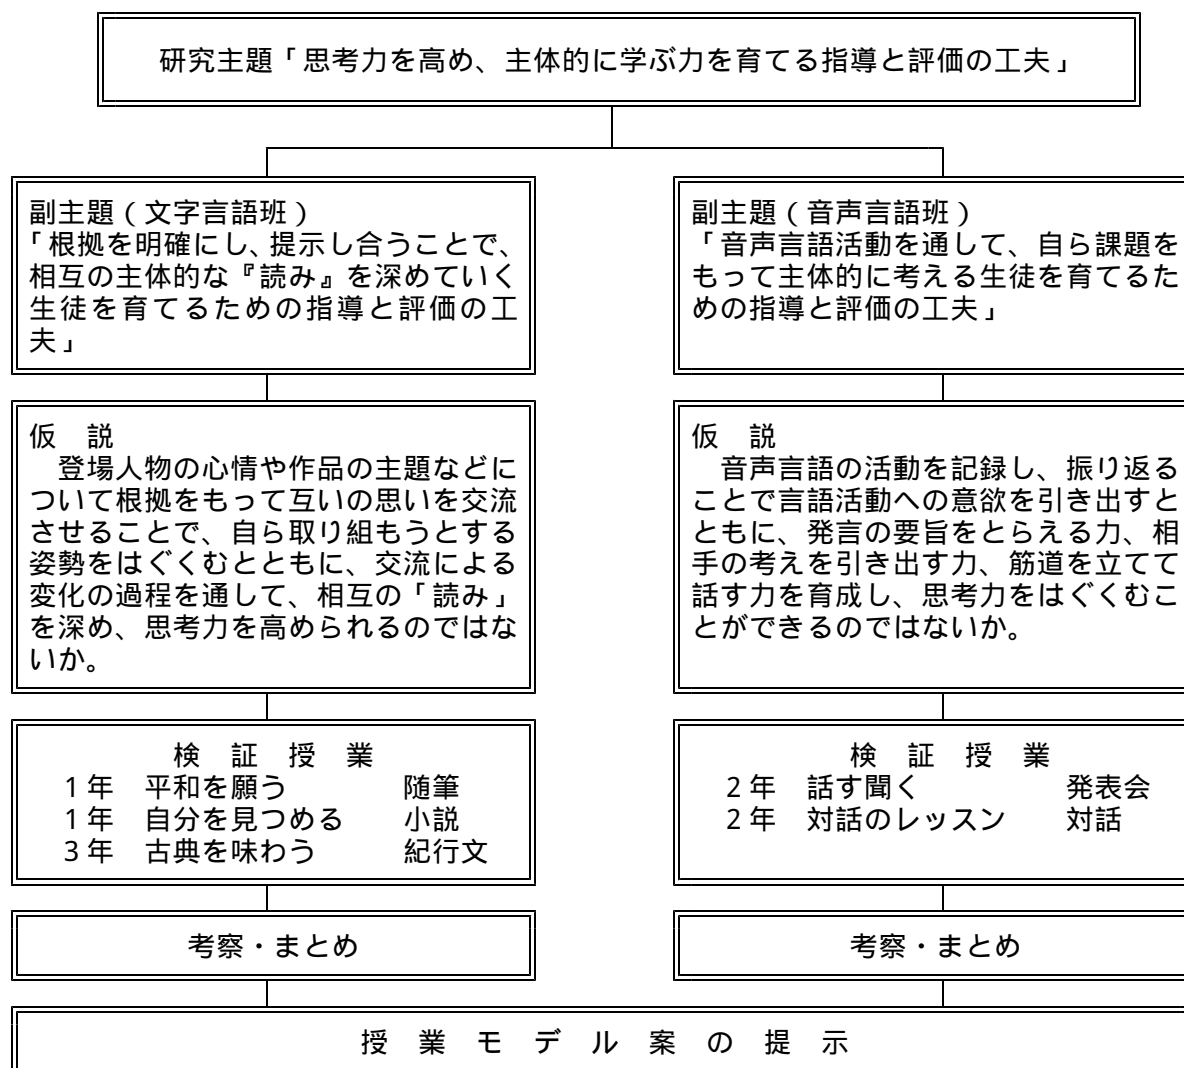 研究主題「思考力を高め、主体的に学ぶ力を育てる指導と評価の工夫」
副主題（文字言語班）
「根拠を明確にし、提示し合うことで、
相互の主体的な『読み』を深めていく
生徒を育てるための指導と評価の工
夫」
副主題（音声言語班）
「音声言語活動を通して、自ら課題を
もって主体的に考える生徒を育てるた
めの指導と評価の工夫」
仮　説
　登場人物の心情や作品の主題などに
ついて根拠をもって互いの思いを交流
させることで、自ら取り組もうとする
姿勢をはぐくむとともに、交流による
変化の過程を通して、相互の「読み」
を深め、思考力を高められるのではな
いか。
仮　説
　音声言語の活動を記録し、振り返る
ことで言語活動への意欲を引き出すと
ともに、発言の要旨をとらえる力、相
手の考えを引き出す力、筋道を立てて
話す力を育成し、思考力をはぐくむこ
とができるのではないか。
検　証　授　業
1年　平和を願う　　　随筆
1年　自分を見つめる　小説
3年　古典を味わう　　紀行文
検　証　授　業
2年　話す聞く　　　　発表会
2年　対話のレッスン　対話
考察・まとめ
考察・まとめ
授　業　モ　デ　ル　案　の　提　示